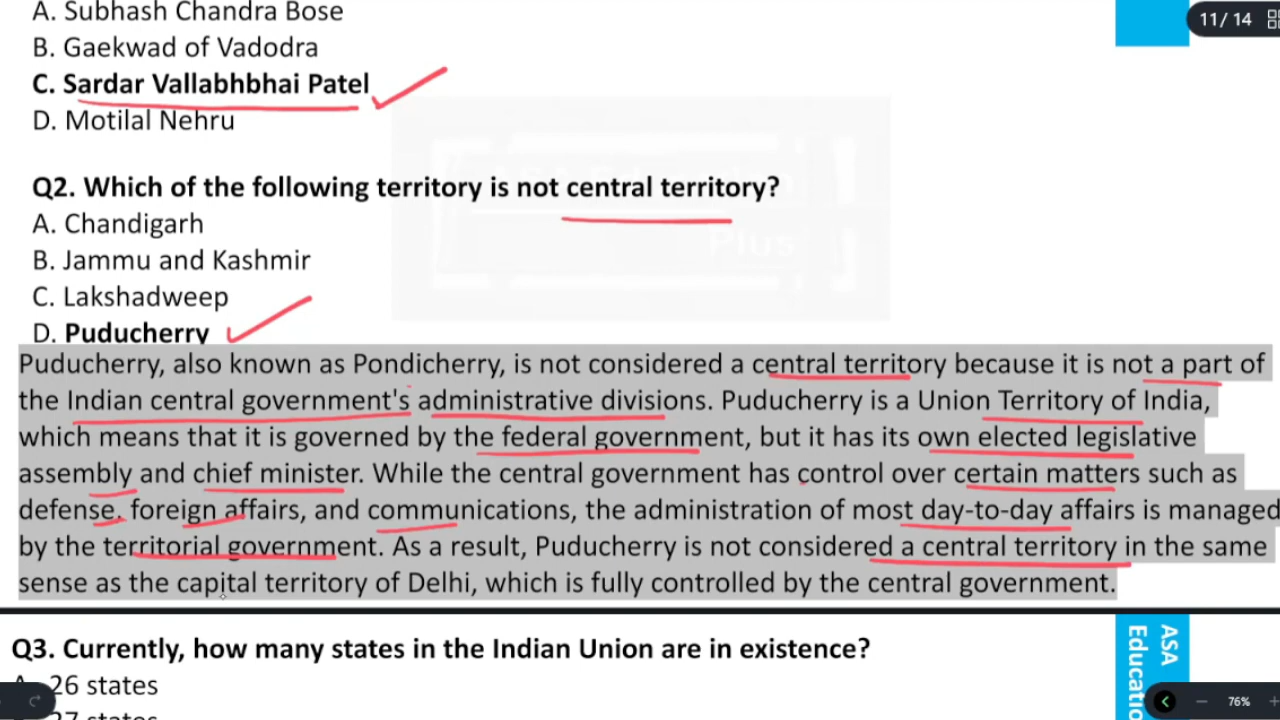 A. Subhash Chandra Bose
11/ 14
B. Gaekwad of Vadodra
C. Sardar Vallabhbhai Patel
D. Motilal Nehru
Q2. Which of the following territory is not central territory?
A. Chandigarh
B. Jammu and Kashmir
Plus
C. Lakshadweep
D. Puducherry
Puducherry, also known as Pondicherry, is not considered a central territory because it is not a part of
the Indian central government's administrative divisions. Puducherry is a Union Territory of India,
which means that it is governed by the federal government, but it has its own elected legislative
assembly and chief minister. While the central government has control over certain matters such as
defense, foreign affairs, and communications, the administration of most day-to-day affairs is managed
by the territorial government. As a result, Puducherry is not considered a central territory in the same
sense as the capital territory of Delhi, which is fully controlled by the central government.
Q3. Currently, how many states in the Indian Union are in existence?
ASA
Educatio
26 states
27 states
76%